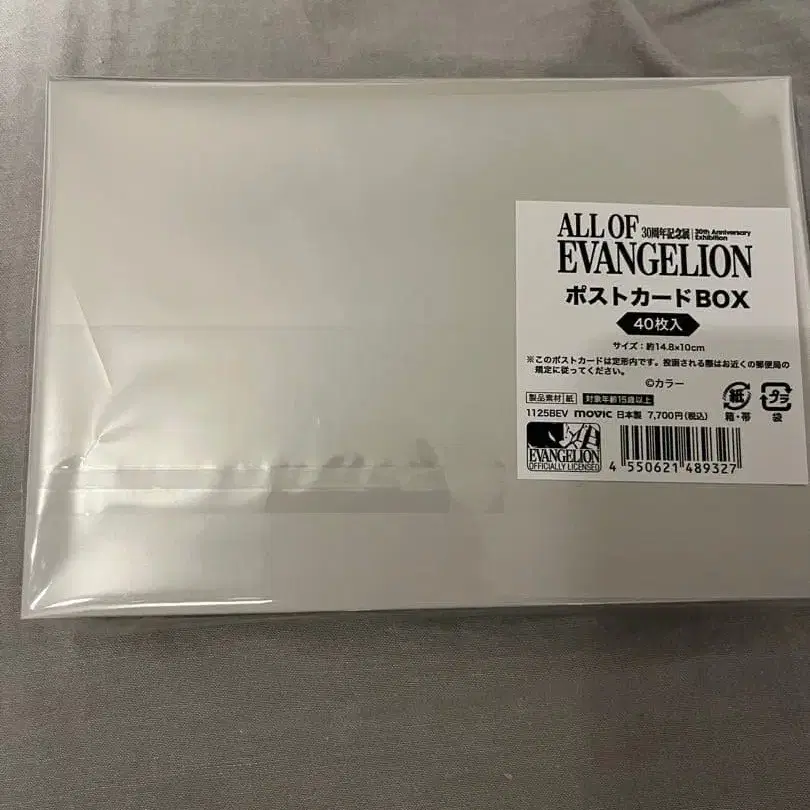 ALL OF 30周年記念展 30th Anniversary Exhibition
EVANGELION
ポストカードBOX
40枚入
サイズ:約14.8×10cm
※このポストカードは定形内です。投函される際はお近くの郵便局の
規定に従ってください。
©カラー
製品素材 紙 対象年齢15歳以上
1125BEV movic 日本製 7,700円(税込)
紙 箱・帯
プラ 袋
EVANGELION
OFFICIALLY LICENSED
4 550621 489327